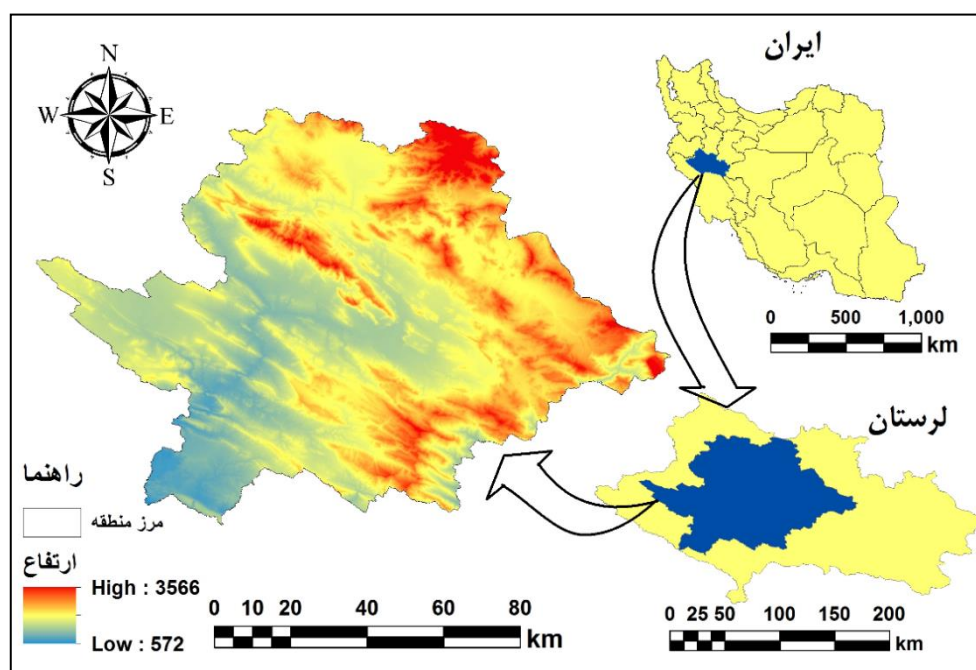 ایران
N
W E
S
0 500 1,000
km
لرستان
راهنما
مرز منطقه
ارتفاع
High : 3566
Low : 572
0 10 20 40 60 80
km
0 25 50 100 150 200
km